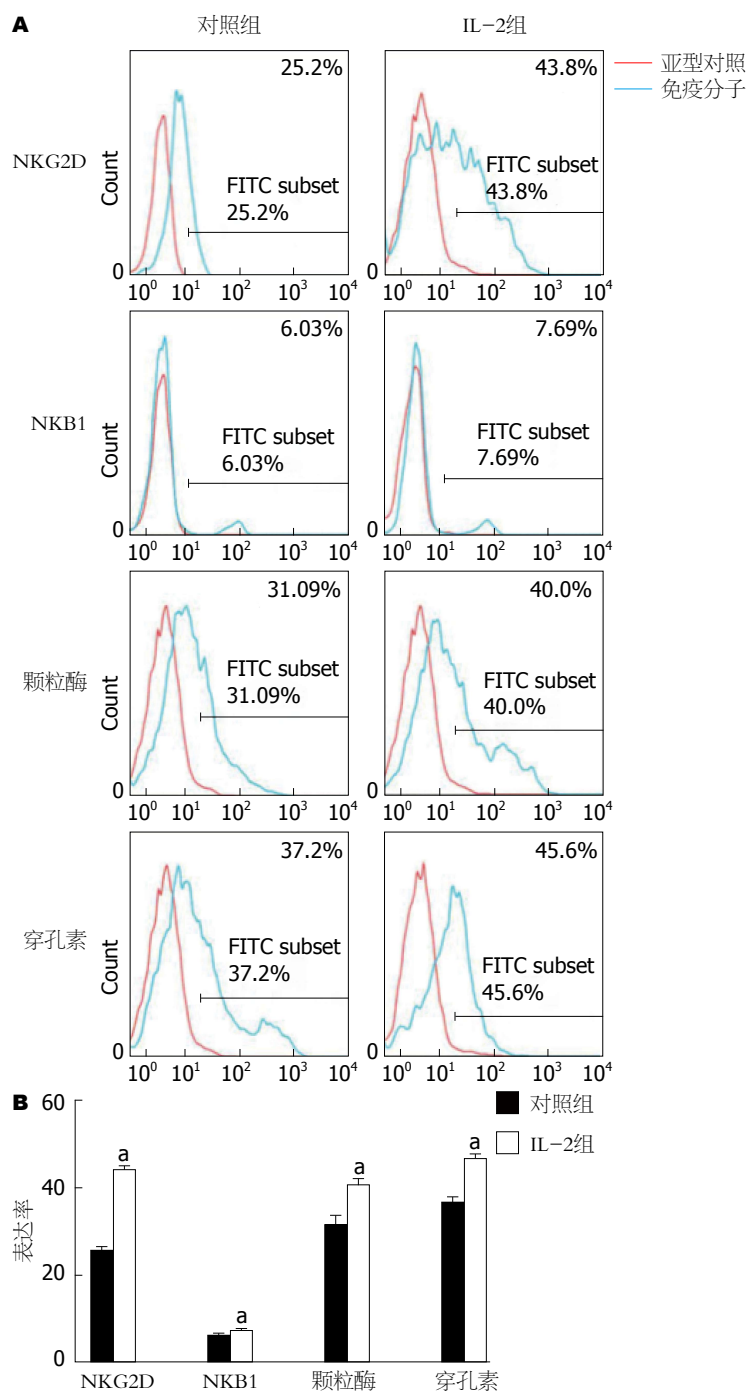 A
对照组
IL-2组
亚型对照
免疫分子
NKG2D
Count
25.2%
FITC subset
25.2%
0
10⁰ 10¹ 10² 10³ 10⁴
43.8%
FITC subset
43.8%
0
10⁰ 10¹ 10² 10³ 10⁴
NKB1
Count
6.03%
FITC subset
6.03%
0
10⁰ 10¹ 10² 10³ 10⁴
7.69%
FITC subset
7.69%
0
10⁰ 10¹ 10² 10³ 10⁴
颗粒酶
Count
31.09%
FITC subset
31.09%
0
10⁰ 10¹ 10² 10³ 10⁴
40.0%
FITC subset
40.0%
0
10⁰ 10¹ 10² 10³ 10⁴
穿孔素
Count
37.2%
FITC subset
37.2%
0
10⁰ 10¹ 10² 10³ 10⁴
45.6%
FITC subset
45.6%
0
10⁰ 10¹ 10² 10³ 10⁴
B
对照组
IL-2组
表达率
60
40
20
0
a
a
a
a
NKG2D NKB1 颗粒酶 穿孔素